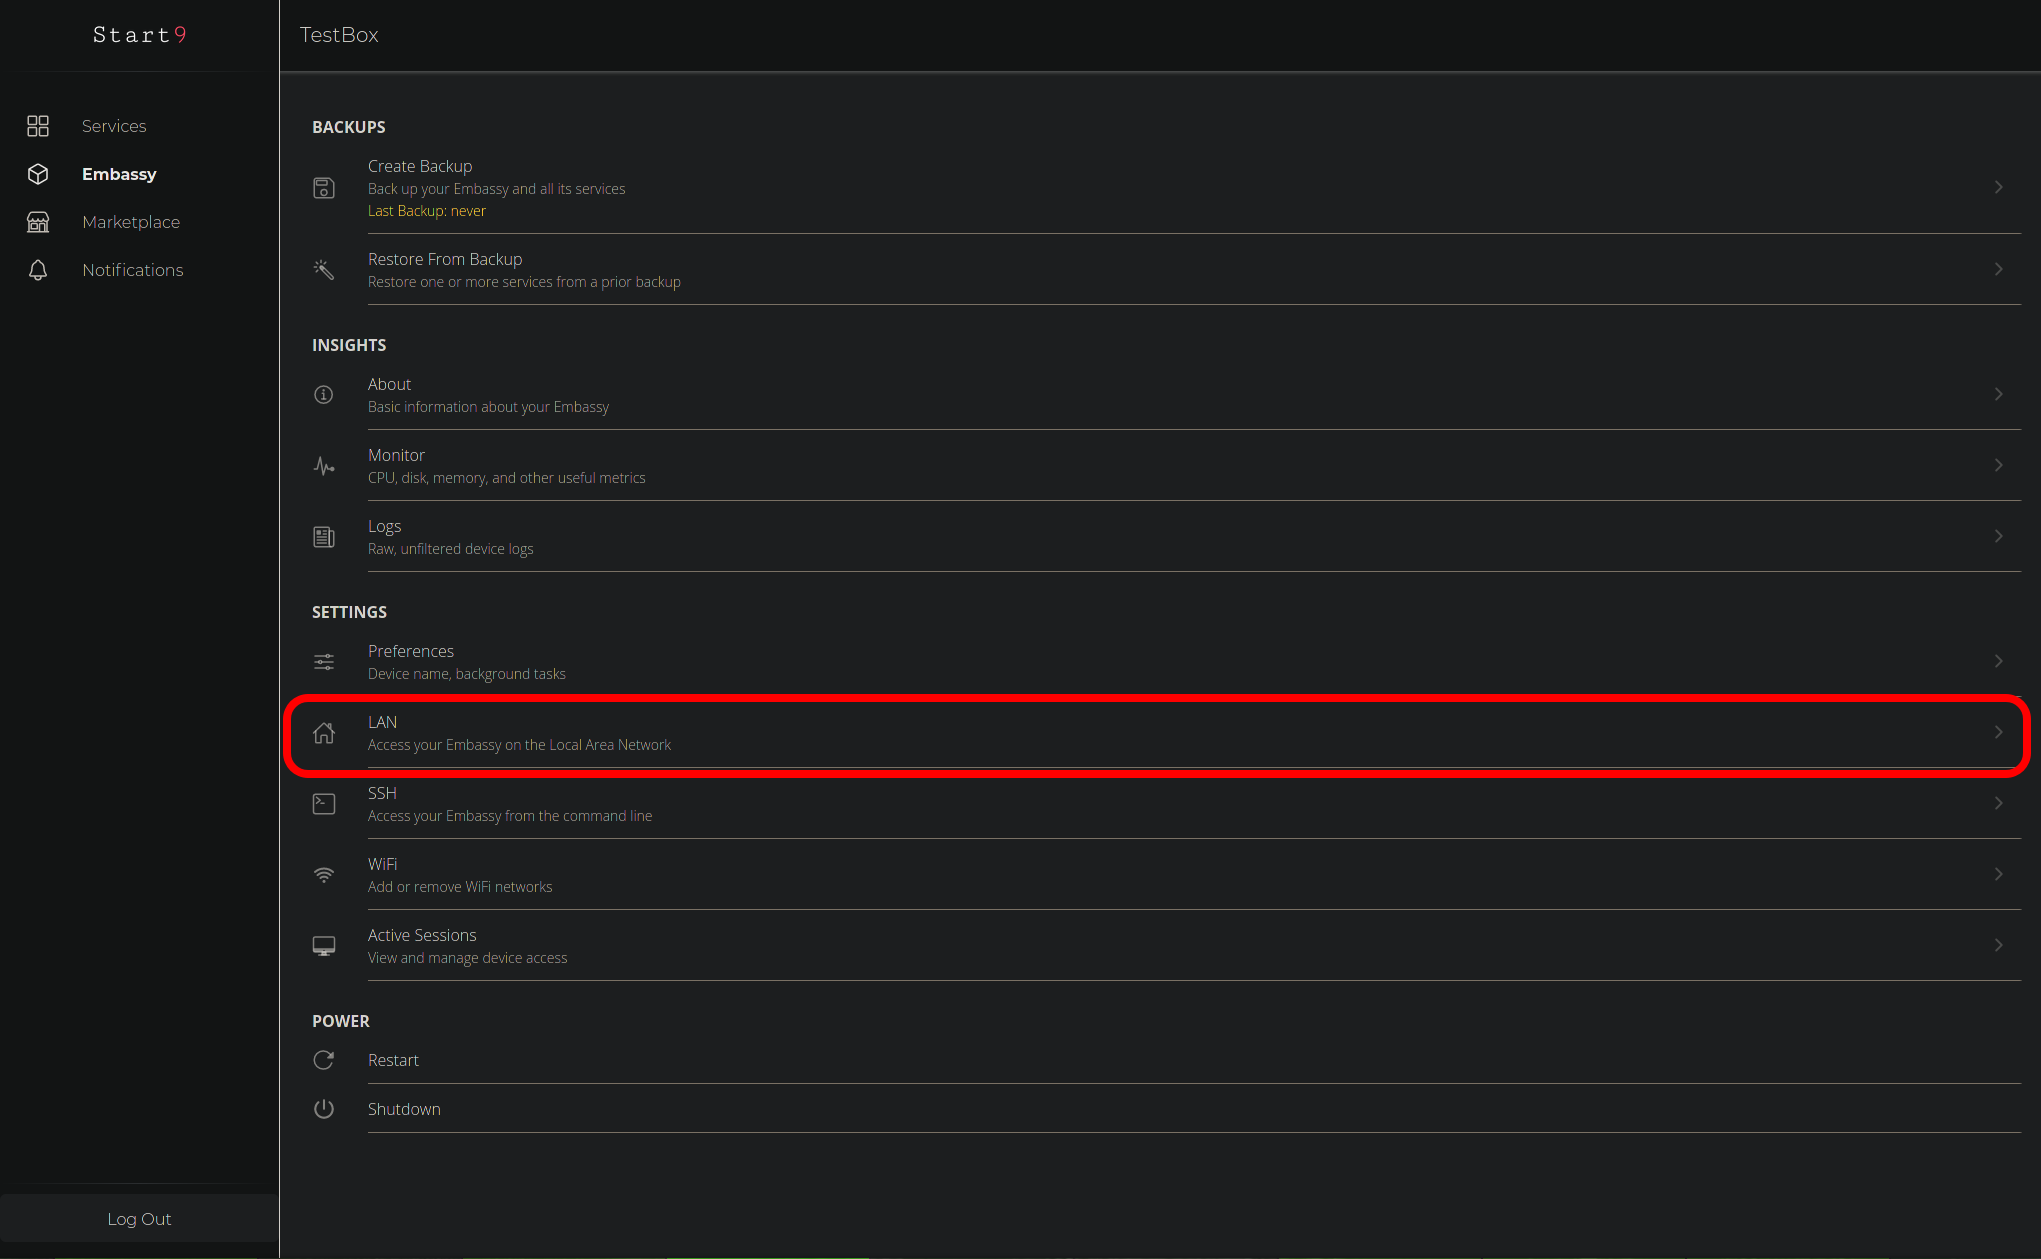 Start9
TestBox
Services
Embassy
Marketplace
Notifications
Log Out
BACKUPS
Create Backup
Back up your Embassy and all its services
Last Backup: never
Restore From Backup
Restore one or more services from a prior backup
INSIGHTS
About
Basic information about your Embassy
Monitor
CPU, disk, memory, and other useful metrics
Logs
Raw, unfiltered device logs
SETTINGS
Preferences
Device name, background tasks
LAN
Access your Embassy on the Local Area Network
SSH
Access your Embassy from the command line
WiFi
Add or remove WiFi networks
Active Sessions
View and manage device access
POWER
Restart
Shutdown